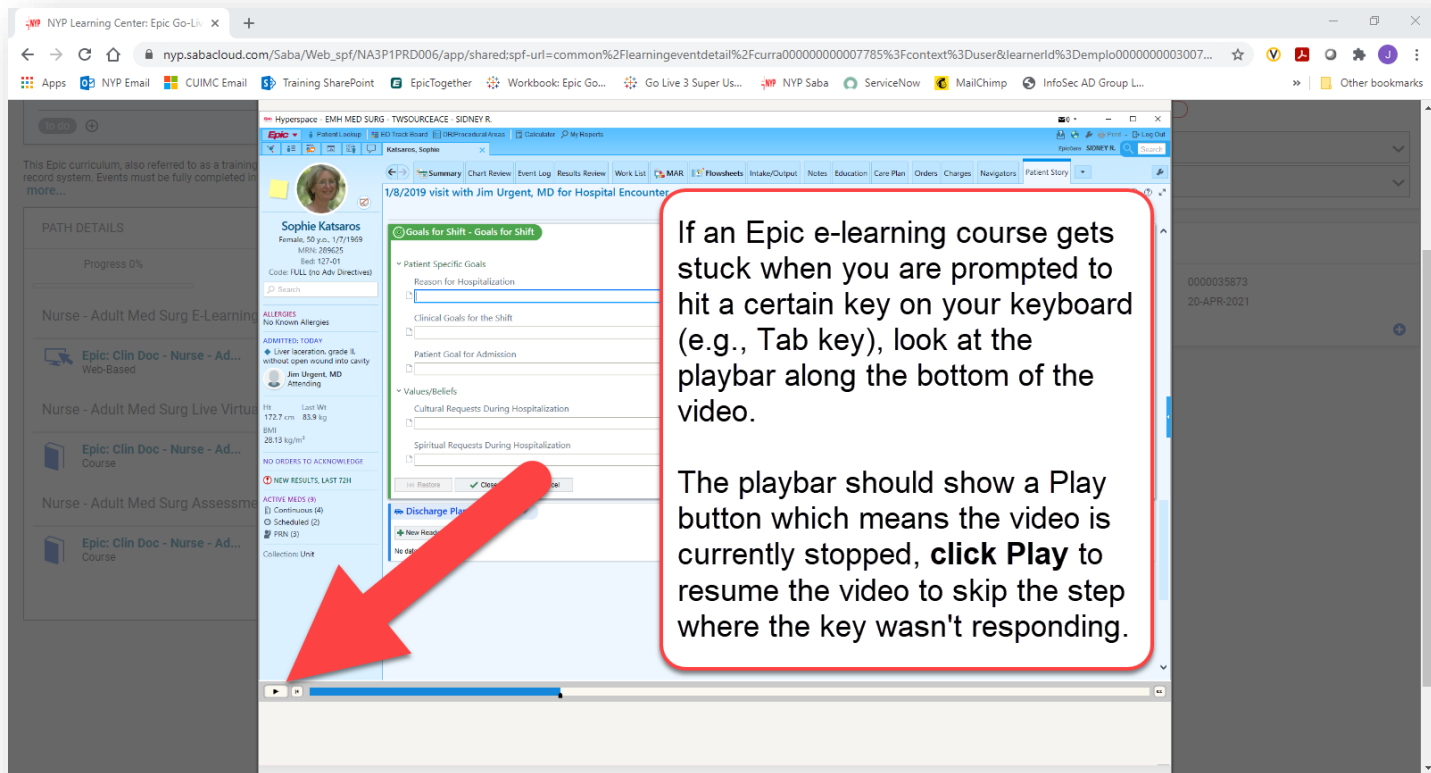 NYP Learning Center: Epic Go-Liv
nyp.sabacloud.com/Saba/Web_spf/NA3P1PRD006/app/shared;spf-url=common%2Flearningeventdetail%2Fcurra000000000007785%3Fcontext%3Duser&learnerId%3Demplo0000000003007...
J
Apps NYP Email CUIMC Email Training SharePoint EpicTogether Workbook: Epic Go... Go Live 3 Super Us... NYP Saba ServiceNow MailChimp InfoSec AD Group L... » Other bookmarks
to do
This Epic curriculum, also referred to as a training
record system. Events must be fully completed in
more...
PATH DETAILS
Progress 0%
Nurse - Adult Med Surg E-Learning
Epic: Clin Doc - Nurse - Ad...
Web-Based
Nurse - Adult Med Surg Live Virtua
Epic: Clin Doc - Nurse - Ad...
Course
Nurse - Adult Med Surg Assessme
Epic: Clin Doc - Nurse - Ad...
Course
0000035873
20-APR-2021
Hyperspace - EMH MED SURG - TWSOURCEACE - SIDNEY R.
Epic Patient Lookup ED Track Board OR/Procedural Areas Calculator My Reports Print Log Out
Katsaros, Sophie SIDNEY R. Search
Summary Chart Review Event Log Results Review Work List MAR Flowsheets Intake/Output Notes Education Care Plan Orders Charges Navigators Patient Story
1/8/2019 visit with Jim Urgent, MD for Hospital Encounter
Sophie Katsaros
Female, 50 y.o., 1/7/1969
MRN: 289625
Bed: 127-01
Code: FULL (no Adv Directives)
Search
ALLERGIES
No Known Allergies
ADMITTED: TODAY
Liver laceration, grade II,
without open wound into cavity
Jim Urgent, MD
Attending
Ht Last Wt
172.7 cm 83.9 kg
BMI
28.13 kg/m²
NO ORDERS TO ACKNOWLEDGE
NEW RESULTS, LAST 72H
ACTIVE MEDS (9)
Continuous (4)
Scheduled (2)
PRN (3)
Collection: Unit
Goals for Shift - Goals for Shift
Patient Specific Goals
Reason for Hospitalization
Clinical Goals for the Shift
Patient Goal for Admission
Values/Beliefs
Cultural Requests During Hospitalization
Spiritual Requests During Hospitalization
Restore
Discharge
New
If an Epic e-learning course gets
stuck when you are prompted to
hit a certain key on your keyboard
(e.g., Tab key), look at the
playbar along the bottom of the
video.
The playbar should show a Play
button which means the video is
currently stopped, click Play to
resume the video to skip the step
where the key wasn't responding.